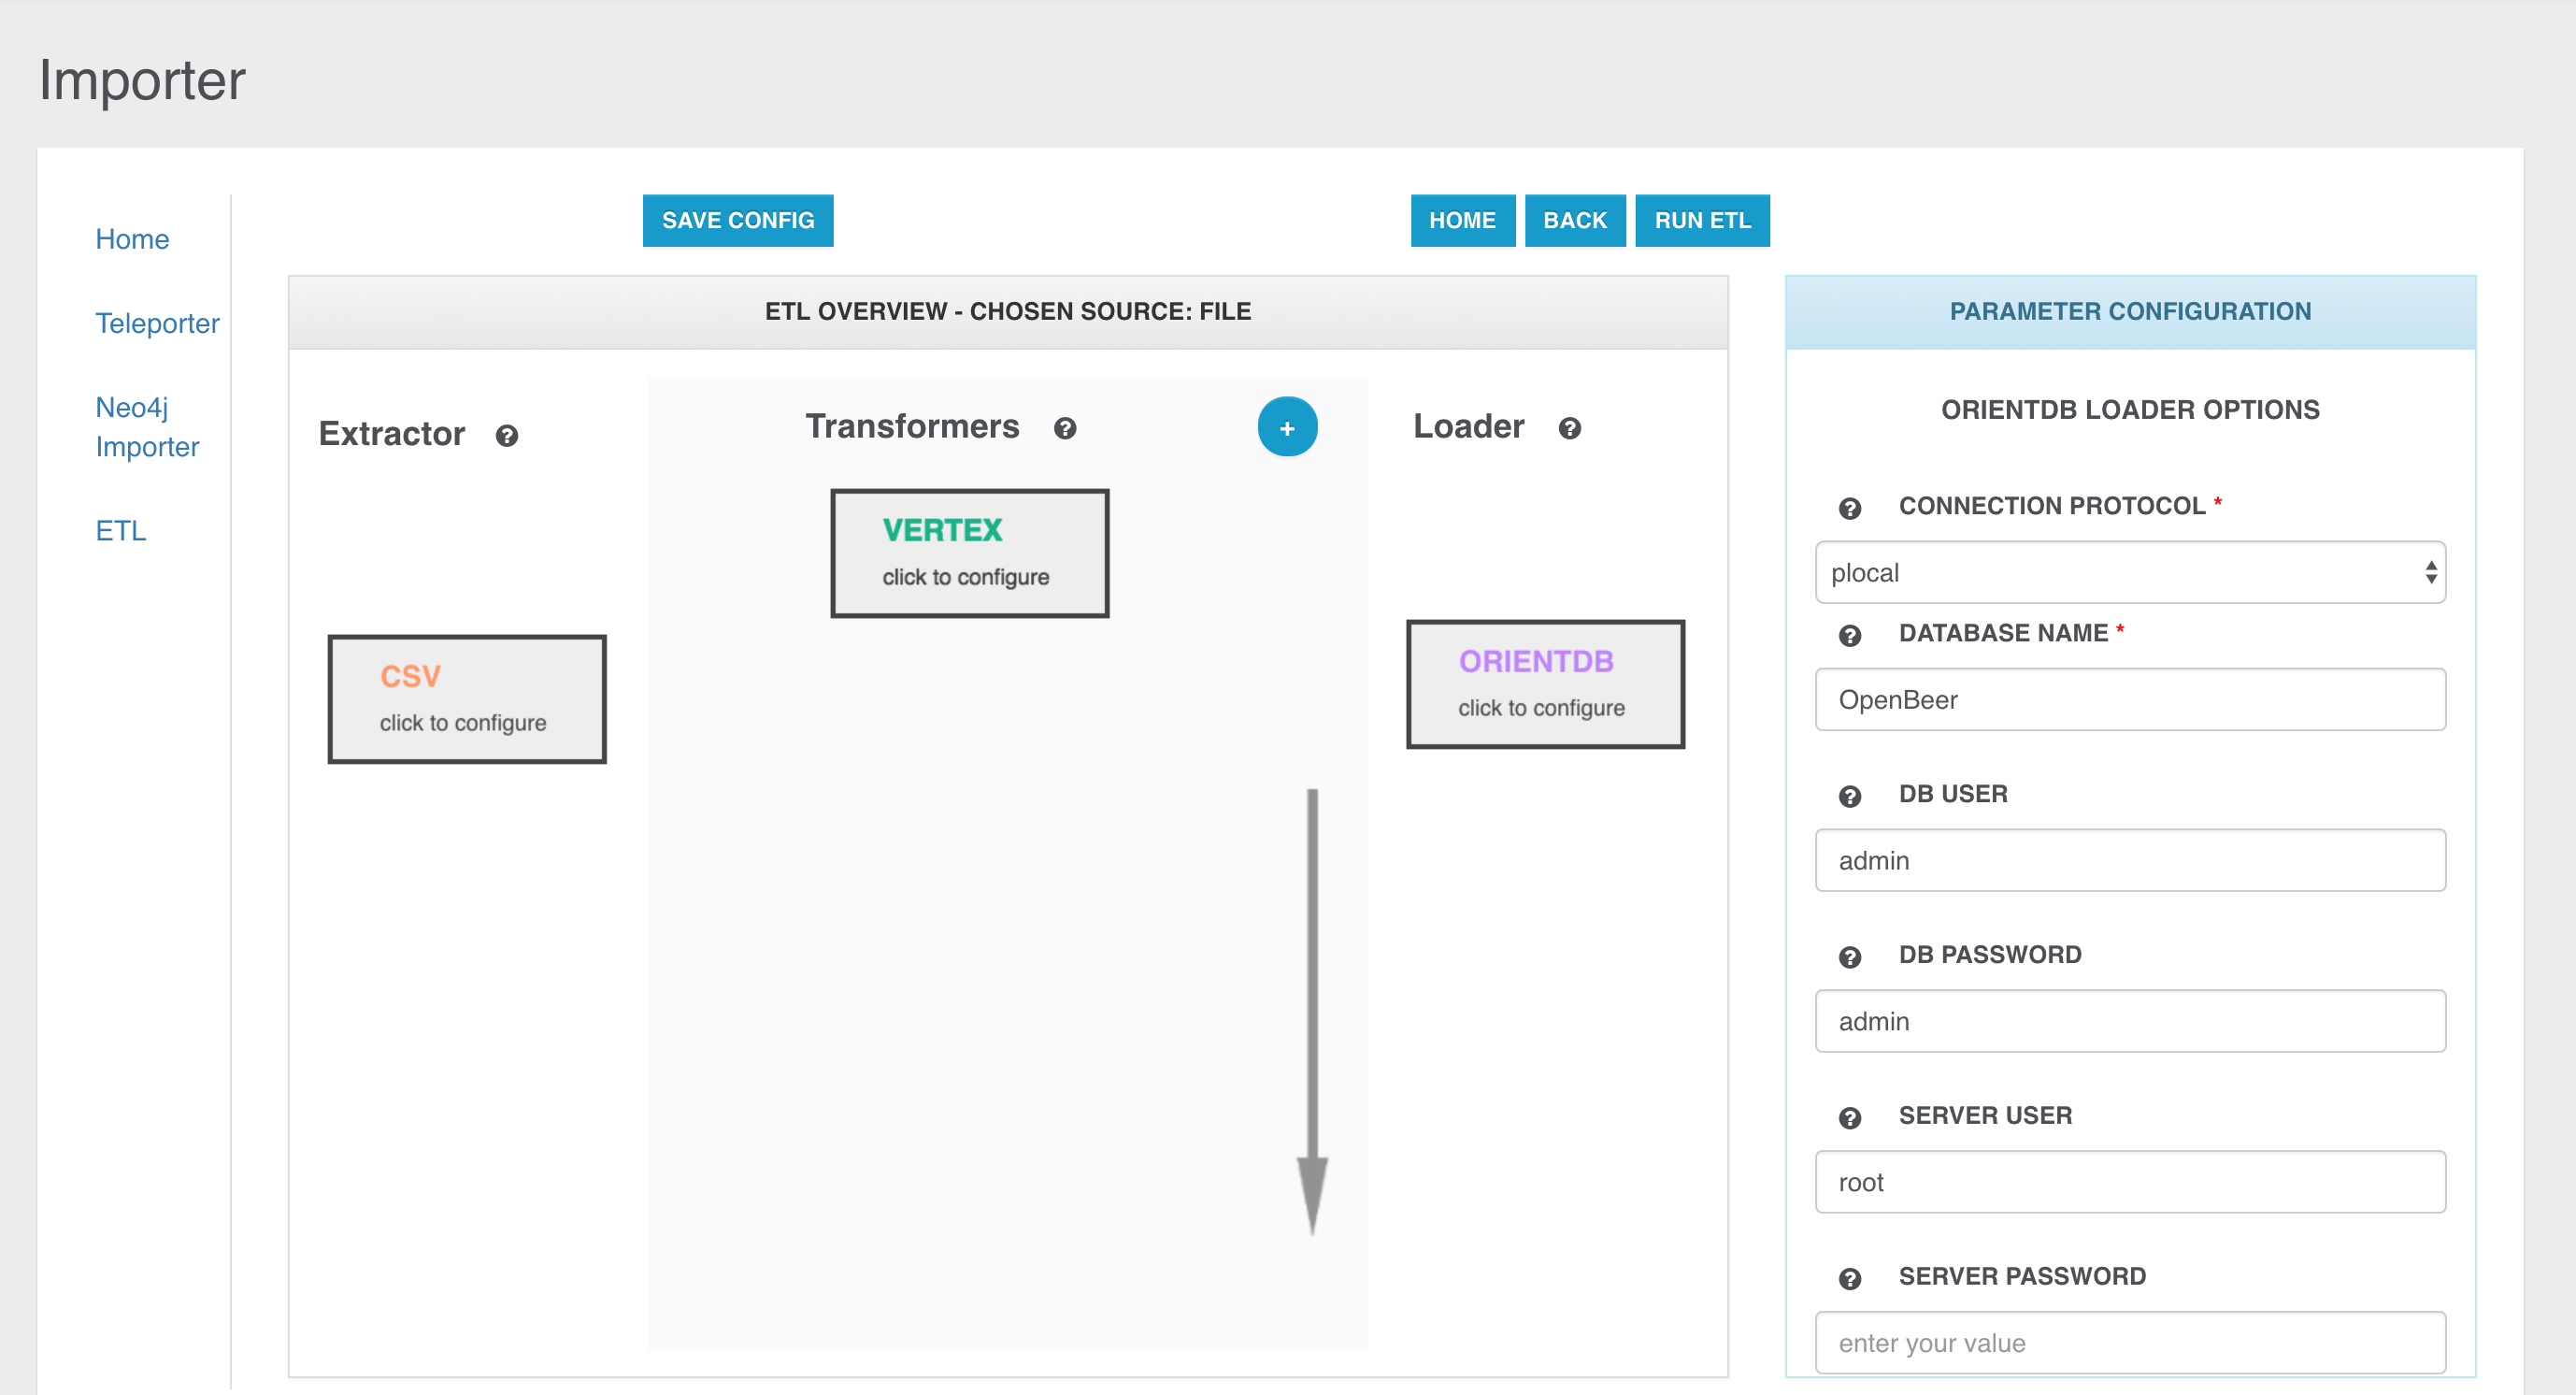 Importer
Home
Teleporter
Neo4j
Importer
ETL
SAVE CONFIG
HOME
BACK
RUN ETL
ETL OVERVIEW - CHOSEN SOURCE: FILE
Extractor ?
CSV
click to configure
Transformers ?
+
VERTEX
click to configure
Loader ?
ORIENTDB
click to configure
PARAMETER CONFIGURATION
ORIENTDB LOADER OPTIONS
? CONNECTION PROTOCOL *
plocal
? DATABASE NAME *
OpenBeer
? DB USER
admin
? DB PASSWORD
admin
? SERVER USER
root
? SERVER PASSWORD
enter your value